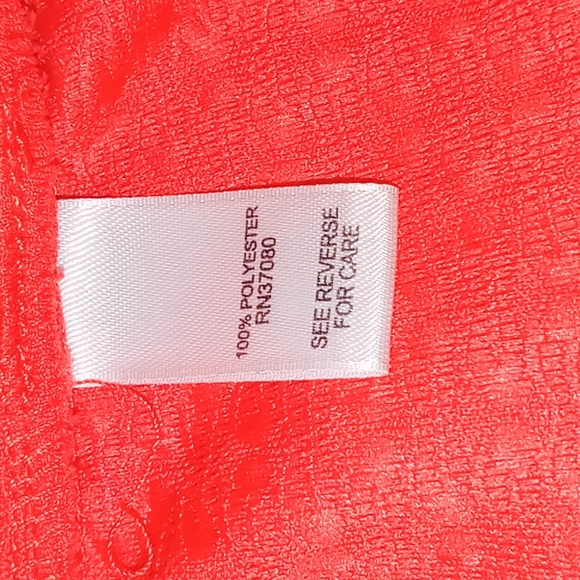 100% POLYESTER
RN37080
SEE REVERSE
FOR CARE